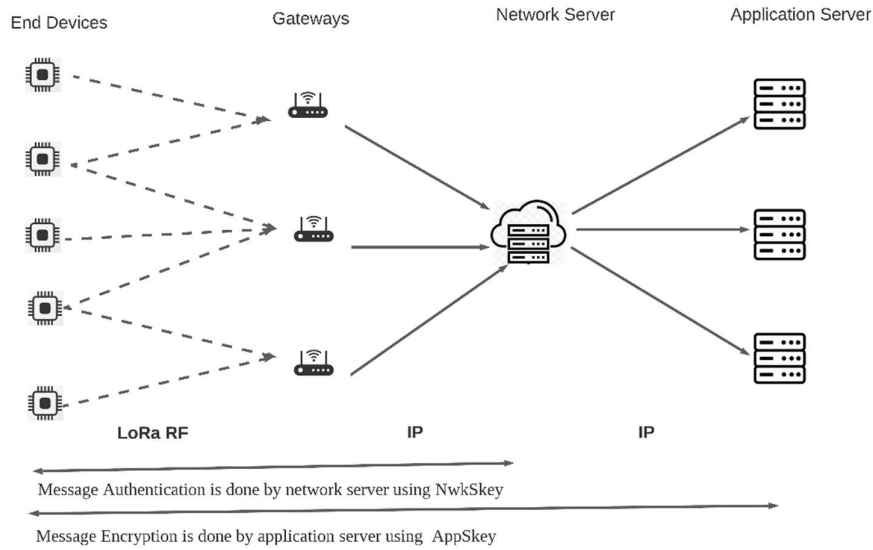 End Devices
Gateways
Network Server
Application Server
LoRa RF
IP
IP
Message Authentication is done by network server using NwkSkey
Message Encryption is done by application server using AppSkey